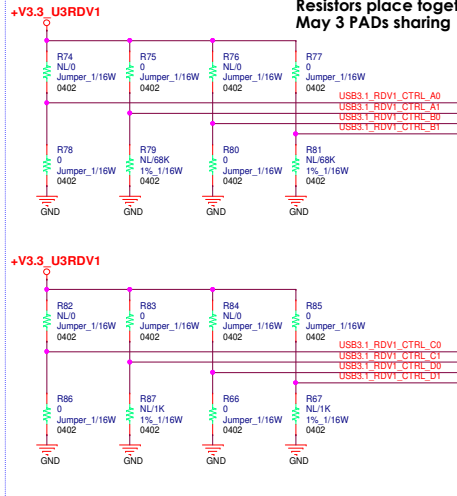 +V3.3_U3RDV1
Resistors place toget
May 3 PADs sharing
R74
NL/0
Jumper_1/16W
0402
R75
0
Jumper_1/16W
0402
R76
NL/0
Jumper_1/16W
0402
R77
0
Jumper_1/16W
0402
USB3.1_RDV1_CTRL_A0
USB3.1_RDV1_CTRL_A1
USB3.1_RDV1_CTRL_B0
USB3.1_RDV1_CTRL_B1
R78
0
Jumper_1/16W
0402
R79
NL/68K
1%_1/16W
0402
R80
0
Jumper_1/16W
0402
R81
NL/68K
1%_1/16W
0402
GND
GND
GND
GND
+V3.3_U3RDV1
R82
NL/0
Jumper_1/16W
0402
R83
0
Jumper_1/16W
0402
R84
NL/0
Jumper_1/16W
0402
R85
0
Jumper_1/16W
0402
USB3.1_RDV1_CTRL_C0
USB3.1_RDV1_CTRL_C1
USB3.1_RDV1_CTRL_D0
USB3.1_RDV1_CTRL_D1
R86
0
Jumper_1/16W
0402
R87
NL/1K
1%_1/16W
0402
R66
0
Jumper_1/16W
0402
R67
NL/1K
1%_1/16W
0402
GND
GND
GND
GND